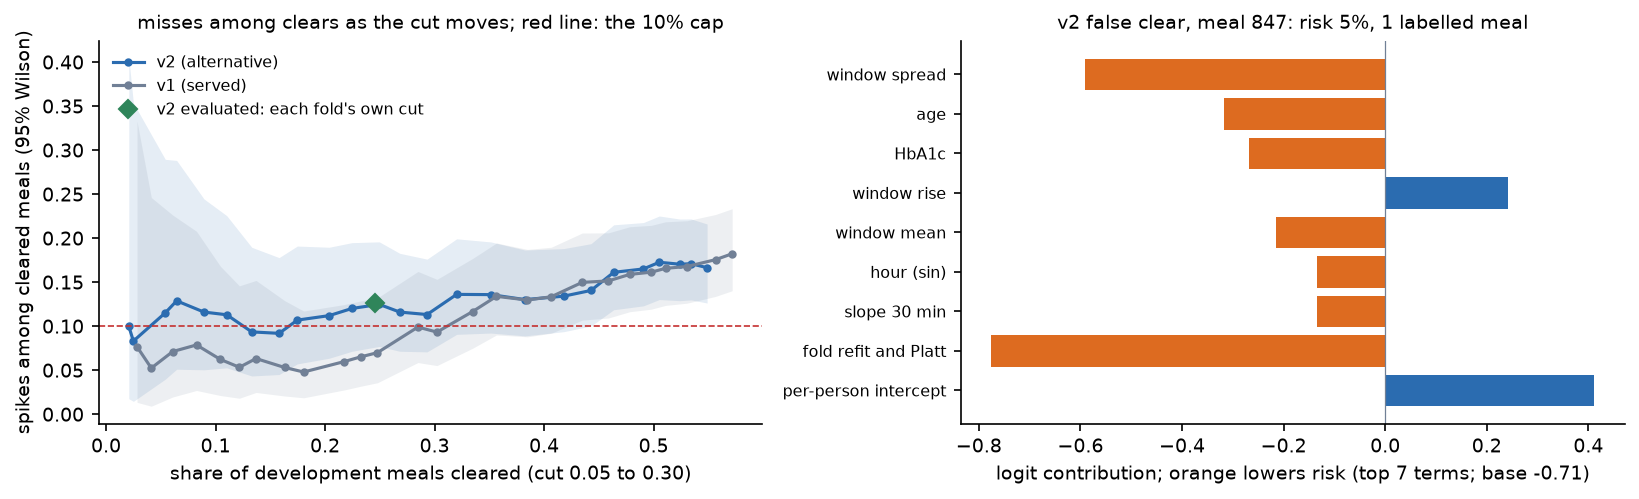 misses among clears as the cut moves; red line: the 10% cap
spikes among cleared meals (95% Wilson)
0.40
0.35
0.30
0.25
0.20
0.15
0.10
0.05
0.00
v2 (alternative)
v1 (served)
v2 evaluated: each fold's own cut
0.0 0.1 0.2 0.3 0.4 0.5
share of development meals cleared (cut 0.05 to 0.30)
v2 false clear, meal 847: risk 5%, 1 labelled meal
window spread
age
HbA1c
window rise
window mean
hour (sin)
slope 30 min
fold refit and Platt
per-person intercept
−0.8 −0.6 −0.4 −0.2 0.0 0.2 0.4
logit contribution; orange lowers risk (top 7 terms; base -0.71)